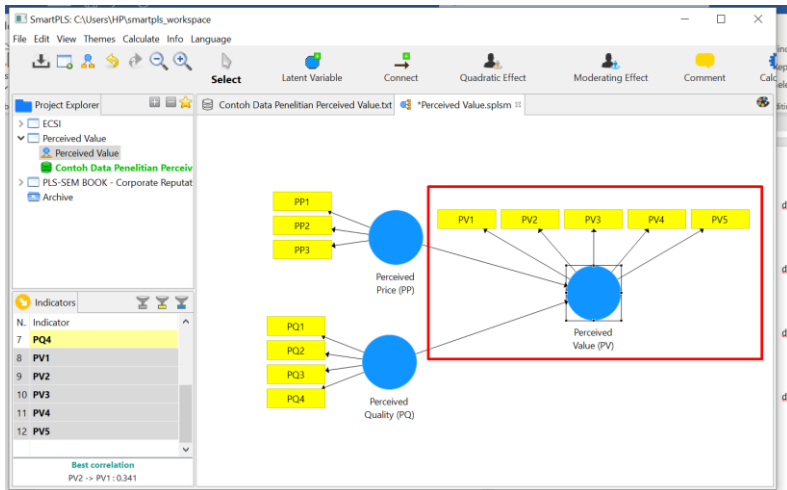 SmartPLS: C:\Users\HP\smartpls_workspace
File Edit View Themes Calculate Info Language
Select
Latent Variable
Connect
Quadratic Effect
Moderating Effect
Comment
Calc
Project Explorer
ECSI
Perceived Value
Perceived Value
Contoh Data Penelitian Perceiv
PLS-SEM BOOK - Corporate Reputat
Archive
Indicators
N.. Indicator
7 PQ4
8 PV1
9 PV2
10 PV3
11 PV4
12 PV5
Best correlation
PV2 -> PV1 : 0.341
Contoh Data Penelitian Perceived Value.txt
*Perceived Value.splsm
PP1
PP2
PP3
Perceived
Price (PP)
PV1 PV2 PV3 PV4 PV5
Perceived
Value (PV)
PQ1
PQ2
PQ3
PQ4
Perceived
Quality (PQ)